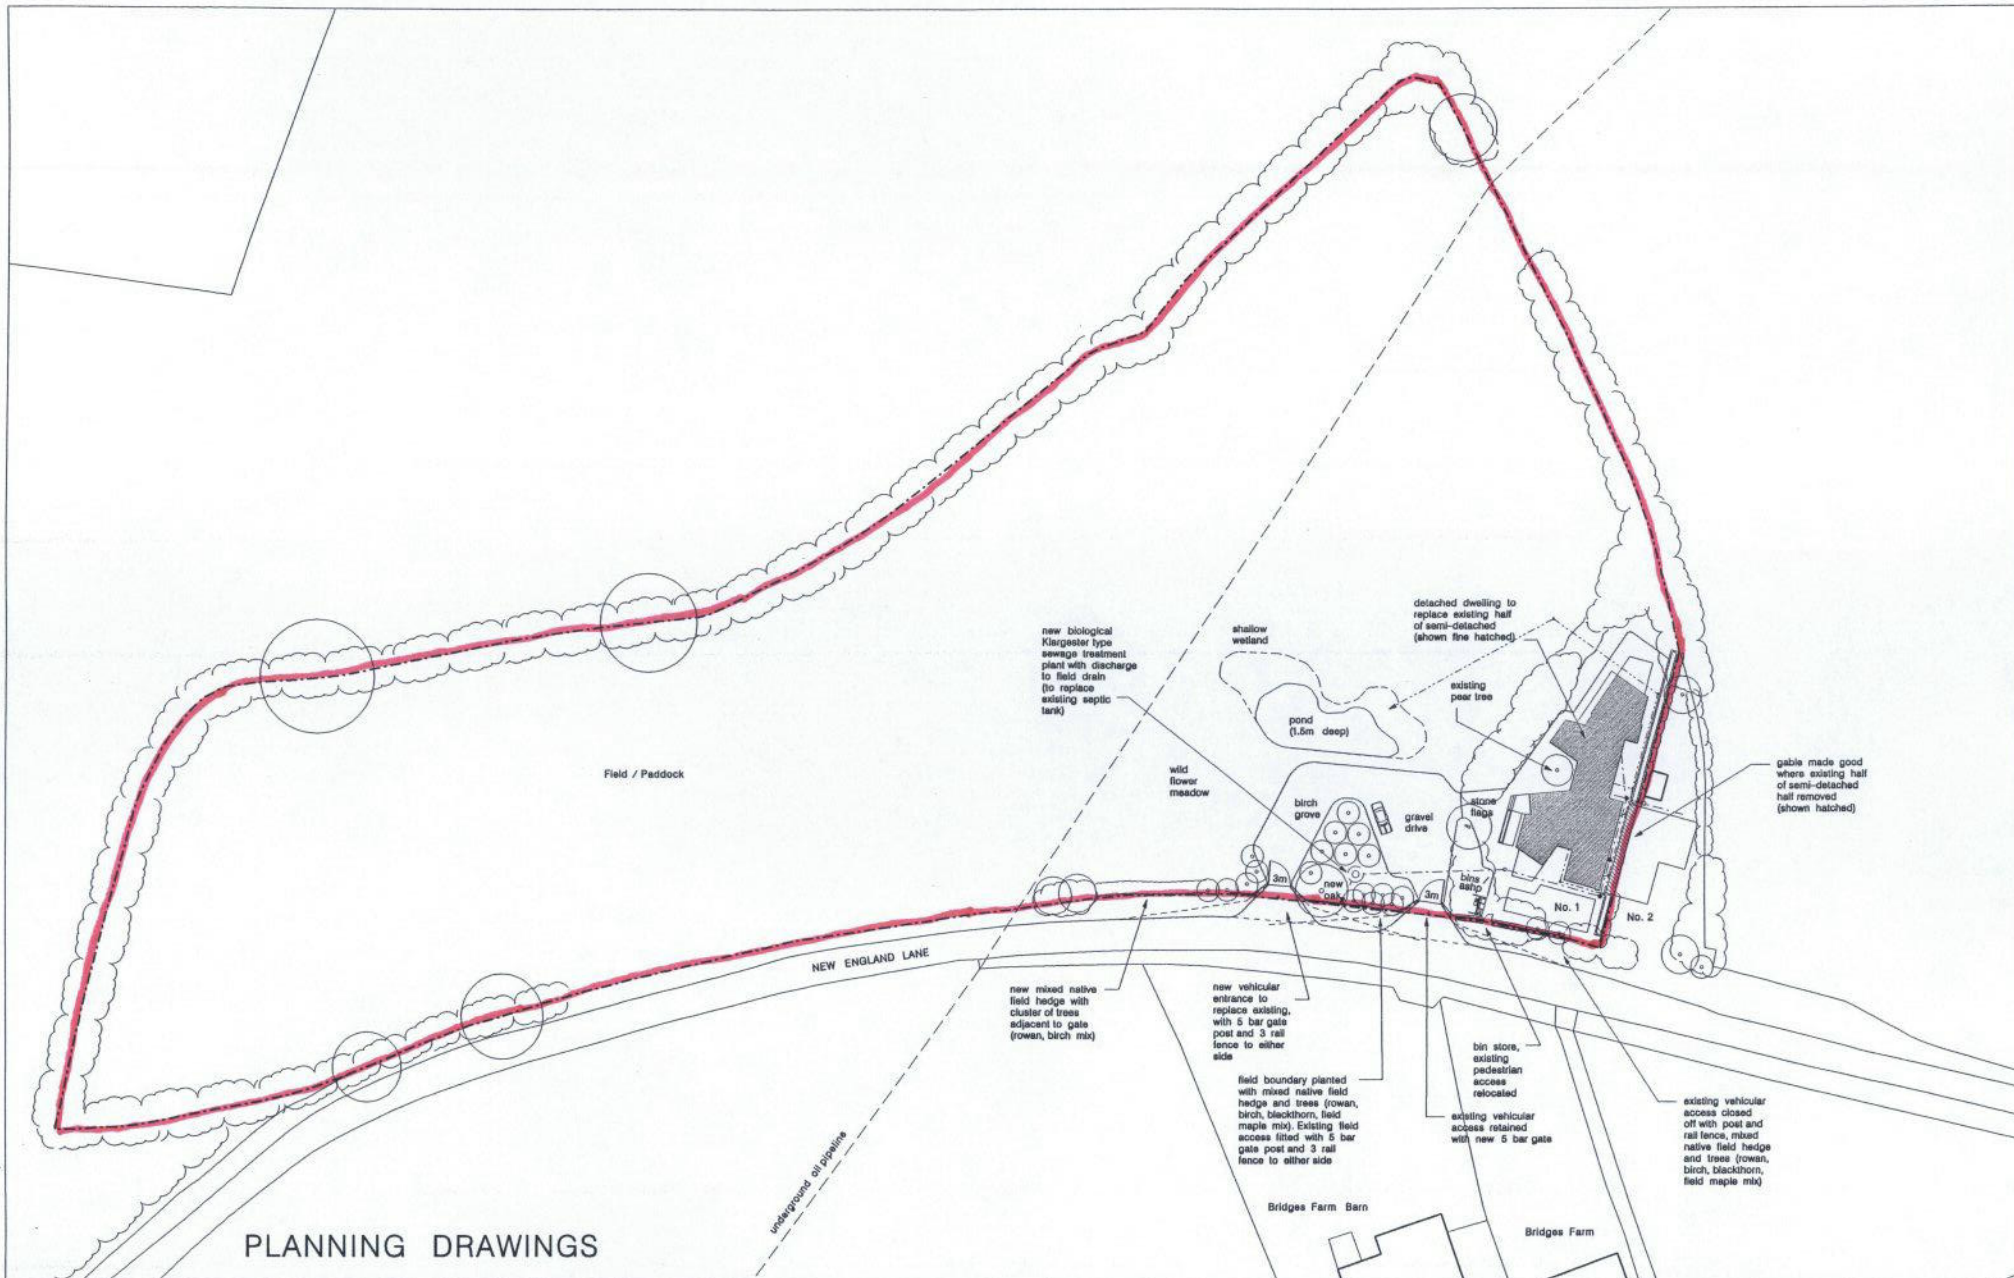 detached dwelling to
replace existing half
of semi-detached
(shown fine hatched)
new biological
Klargester type
sewage treatment
plant with discharge
to field drain
(to replace
existing septic
tank)
shallow
wetland
existing
pear tree
pond
(1.5m deep)
Field / Paddock
wild
flower
meadow
gable made good
where existing half
of semi-detached
half removed
(shown hatched)
birch
grove
gravel
drive
stone
flags
3m
new
oak
3m
bins /
ashp
No. 1
No. 2
NEW ENGLAND LANE
new mixed native
field hedge with
cluster of trees
adjacent to gate
(rowan, birch mix)
new vehicular
entrance to
replace existing,
with 5 bar gate
post and 3 rail
fence to either
side
field boundary planted
with mixed native field
hedge and trees (rowan,
birch, blackthorn, field
maple mix). Existing field
access fitted with 5 bar
gate post and 3 rail
fence to either side
bin store,
existing
pedestrian
access
relocated
existing vehicular
access retained
with new 5 bar gate
existing vehicular
access closed
off with post and
rail fence, mixed
native field hedge
and trees (rowan,
birch, blackthorn,
field maple mix)
underground oil pipeline
Bridges Farm Barn
Bridges Farm
PLANNING DRAWINGS